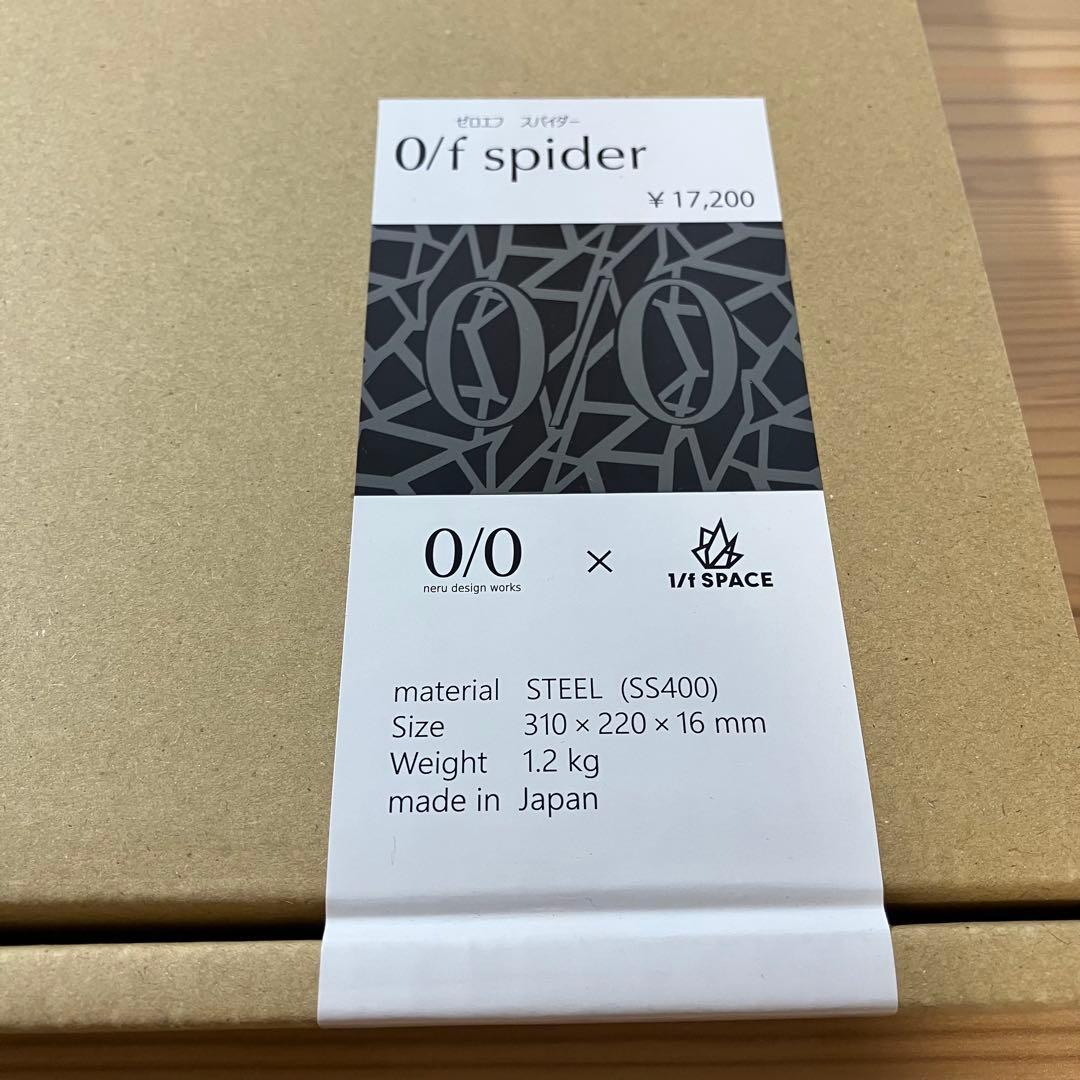 ゼロエフ スパイダー
0/f spider
¥ 17,200
0/0
0/0 × 1/f SPACE
neru design works
material STEEL (SS400)
Size 310 × 220 × 16 mm
Weight 1.2 kg
made in Japan